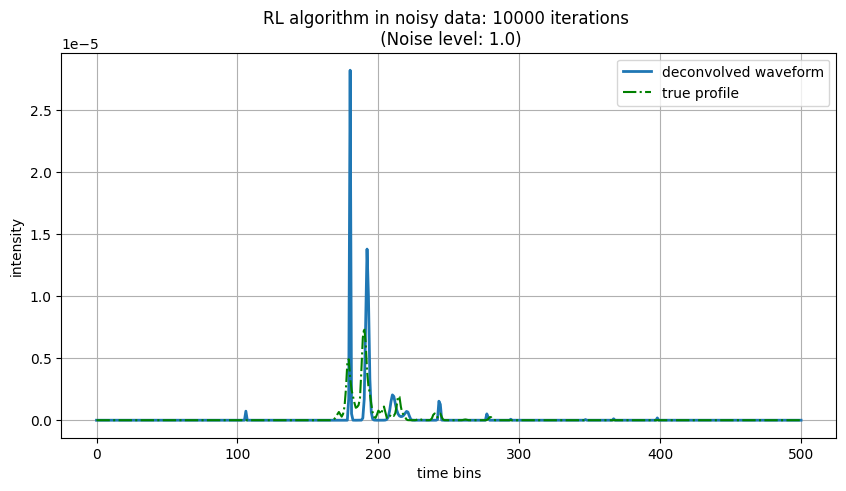 RL algorithm in noisy data: 10000 iterations
(Noise level: 1.0)
1e−5
deconvolved waveform
true profile
2.5
2.0
1.5
1.0
0.5
0.0
intensity
0 100 200 300 400 500
time bins